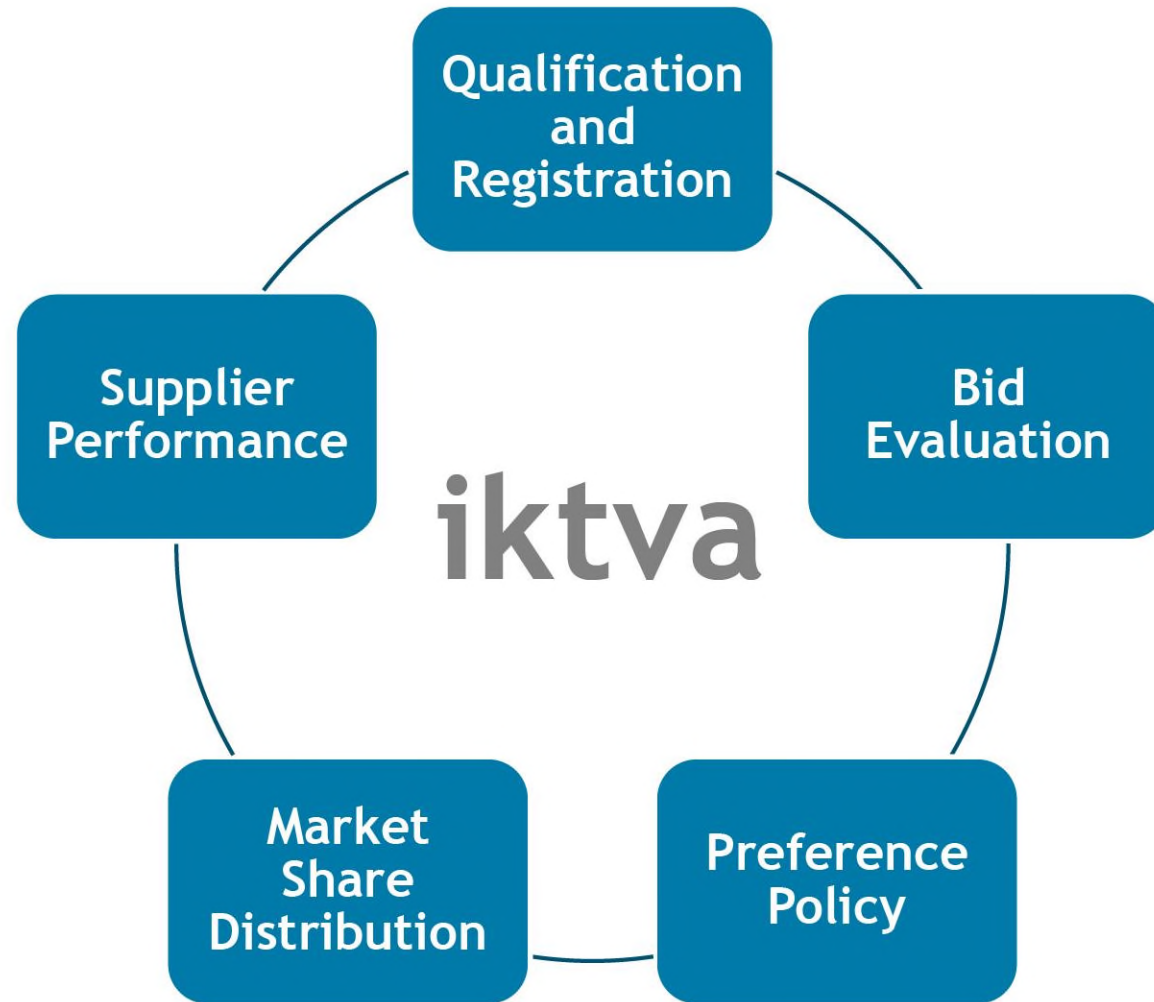 Qualification
and
Registration
Supplier
Performance
Bid
Evaluation
iktva
Market
Share
Distribution
Preference
Policy